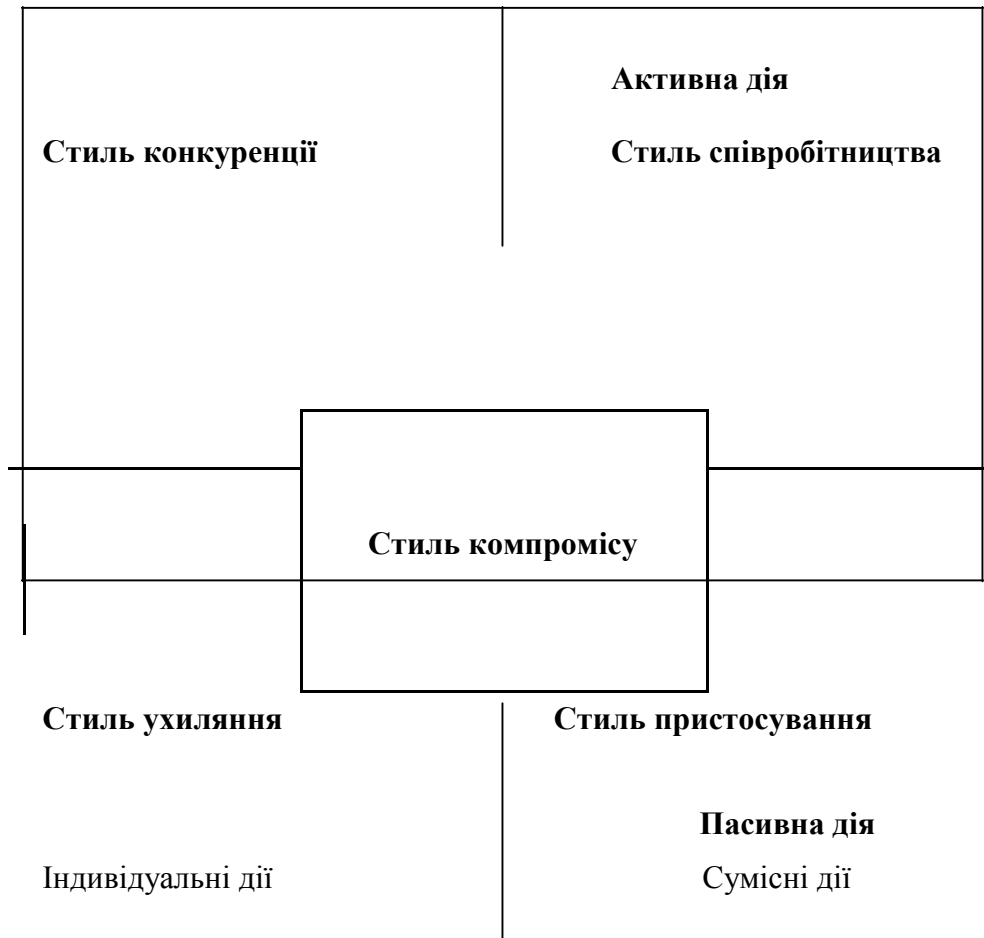 Активна дія
Стиль конкуренції Стиль співробітництва
Стиль компромісу
Стиль ухиляння Стиль пристосування
Пасивна дія
Індивідуальні дії Сумісні дії